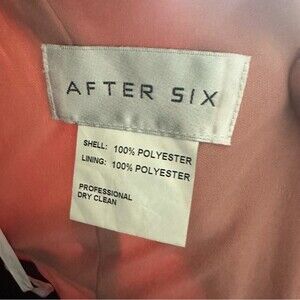 AFTER SIX
SHELL: 100% POLYESTER
LINING: 100% POLYESTER
PROFESSIONAL
DRY CLEAN